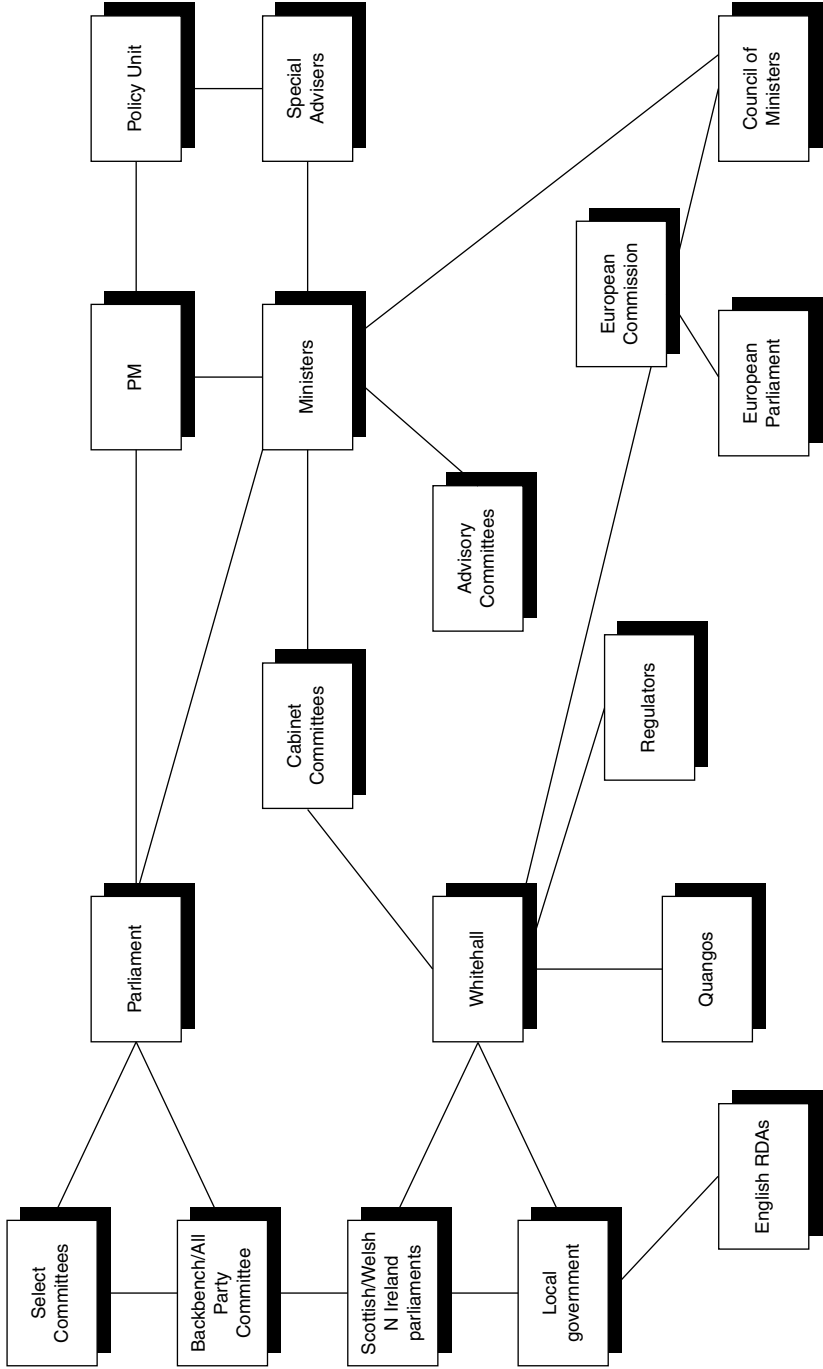 Select
Committees
Parliament
PM
Policy Unit
Backbench/All
Party
Committee
Cabinet
Committees
Ministers
Special
Advisers
Scottish/Welsh
N Ireland
parliaments
Whitehall
Advisory
Committees
Local
government
European
Commission
Regulators
Quangos
English RDAs
European
Parliament
Council of
Ministers